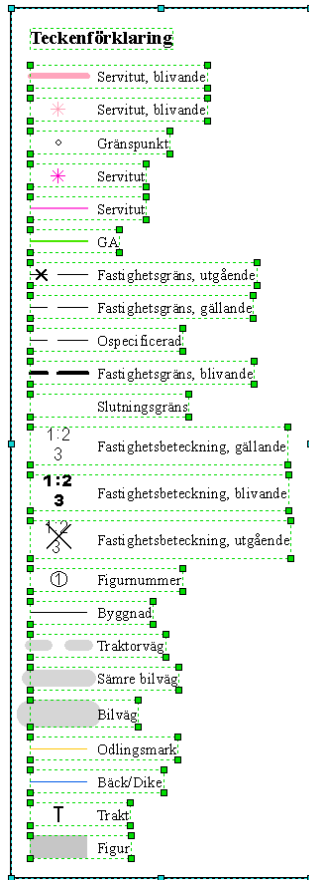 Teckenförklaring
Servitut, blivande
Servitut, blivande
Gränspunkt
Servitut
Servitut
GA
Fastighetsgräns, utgående
Fastighetsgräns, gällande
Ospecificerad
Fastighetsgräns, blivande
Slutningsgräns
1:2
3
Fastighetsbeteckning, gällande
1:2
3
Fastighetsbeteckning, blivande
1:2
3
Fastighetsbeteckning, utgående
1 Figurnummer
Byggnad
Traktorväg
Sämre bilväg
Bilväg
Odlingsmark
Bäck/Dike
T Trakt
Figur